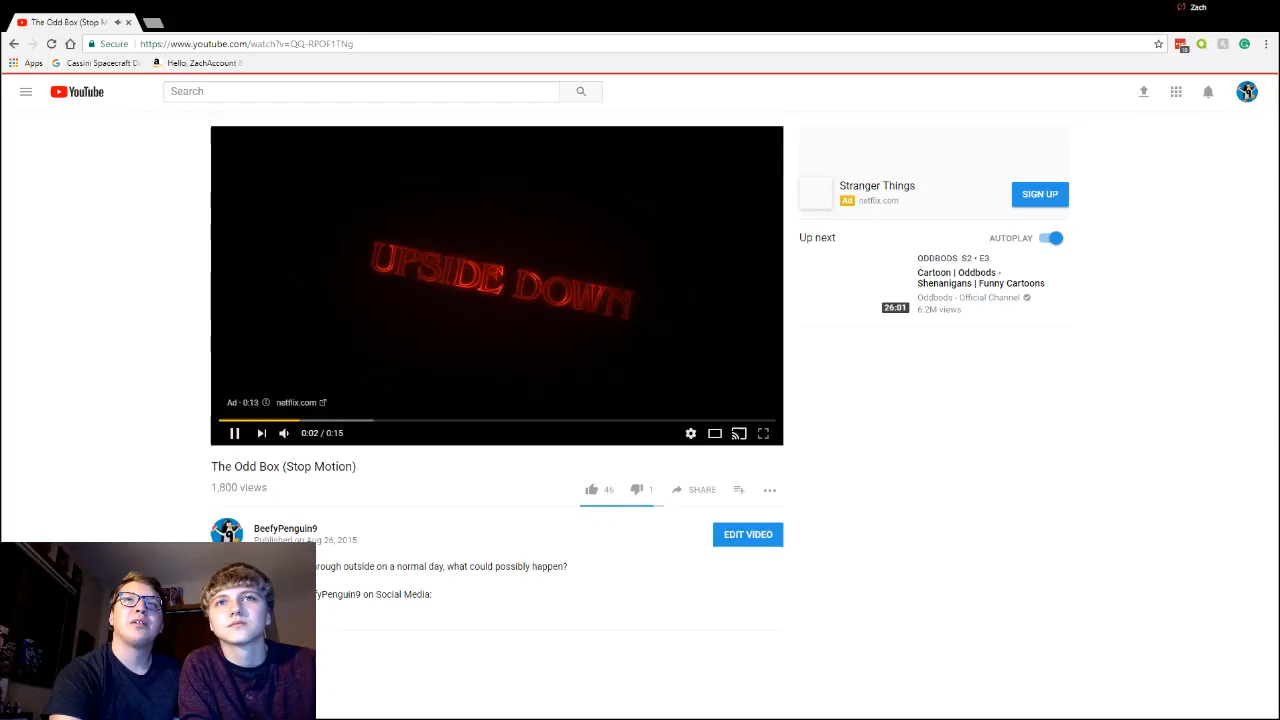 Zach
The Odd Box (Stop M
Secure
https://www.youtube.com/watch?v=QQ-RPOF1TNg
Apps
Cassini Spacecraft D
Hello, ZachAccount
YouTube
Search
UPSIDE DOWN
Ad · 0:13
netflix.com
0:02 / 0:15
Stranger Things
Ad netflix.com
SIGN UP
Up next
AUTOPLAY
ODDBODS S2 • E3
Cartoon | Oddbods -
Shenanigans | Funny Cartoons
Oddbods - Official Channel
6.2M views
26:01
The Odd Box (Stop Motion)
1,800 views
46
1
SHARE
BeefyPenguin9
Published on Aug 26, 2015
EDIT VIDEO
rough outside on a normal day, what could possibly happen?
fyPenguin9 on Social Media: